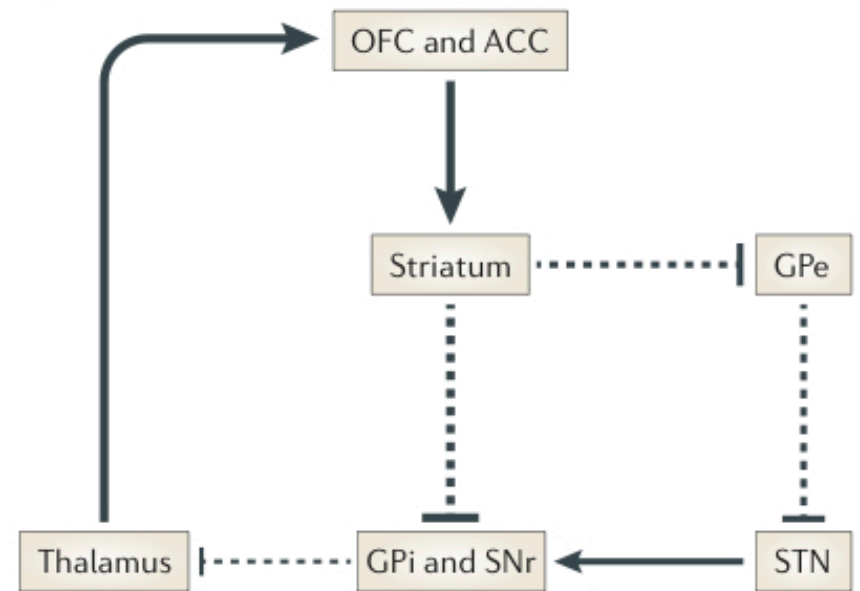 OFC and ACC
Striatum
GPe
Thalamus
GPi and SNr
STN